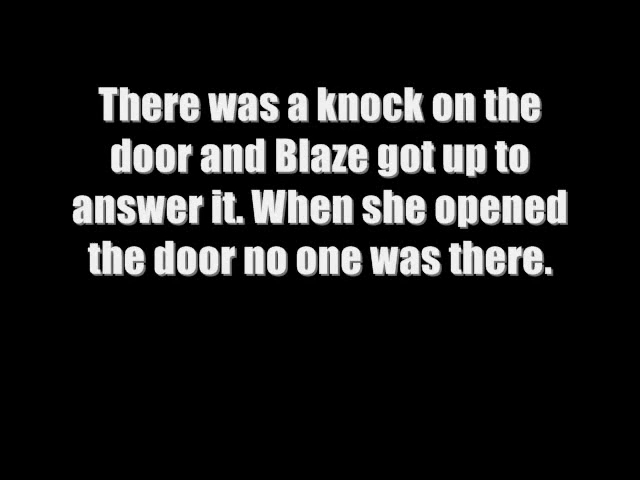 There was a knock on the
door and Blaze got up to
answer it. When she opened
the door no one was there.